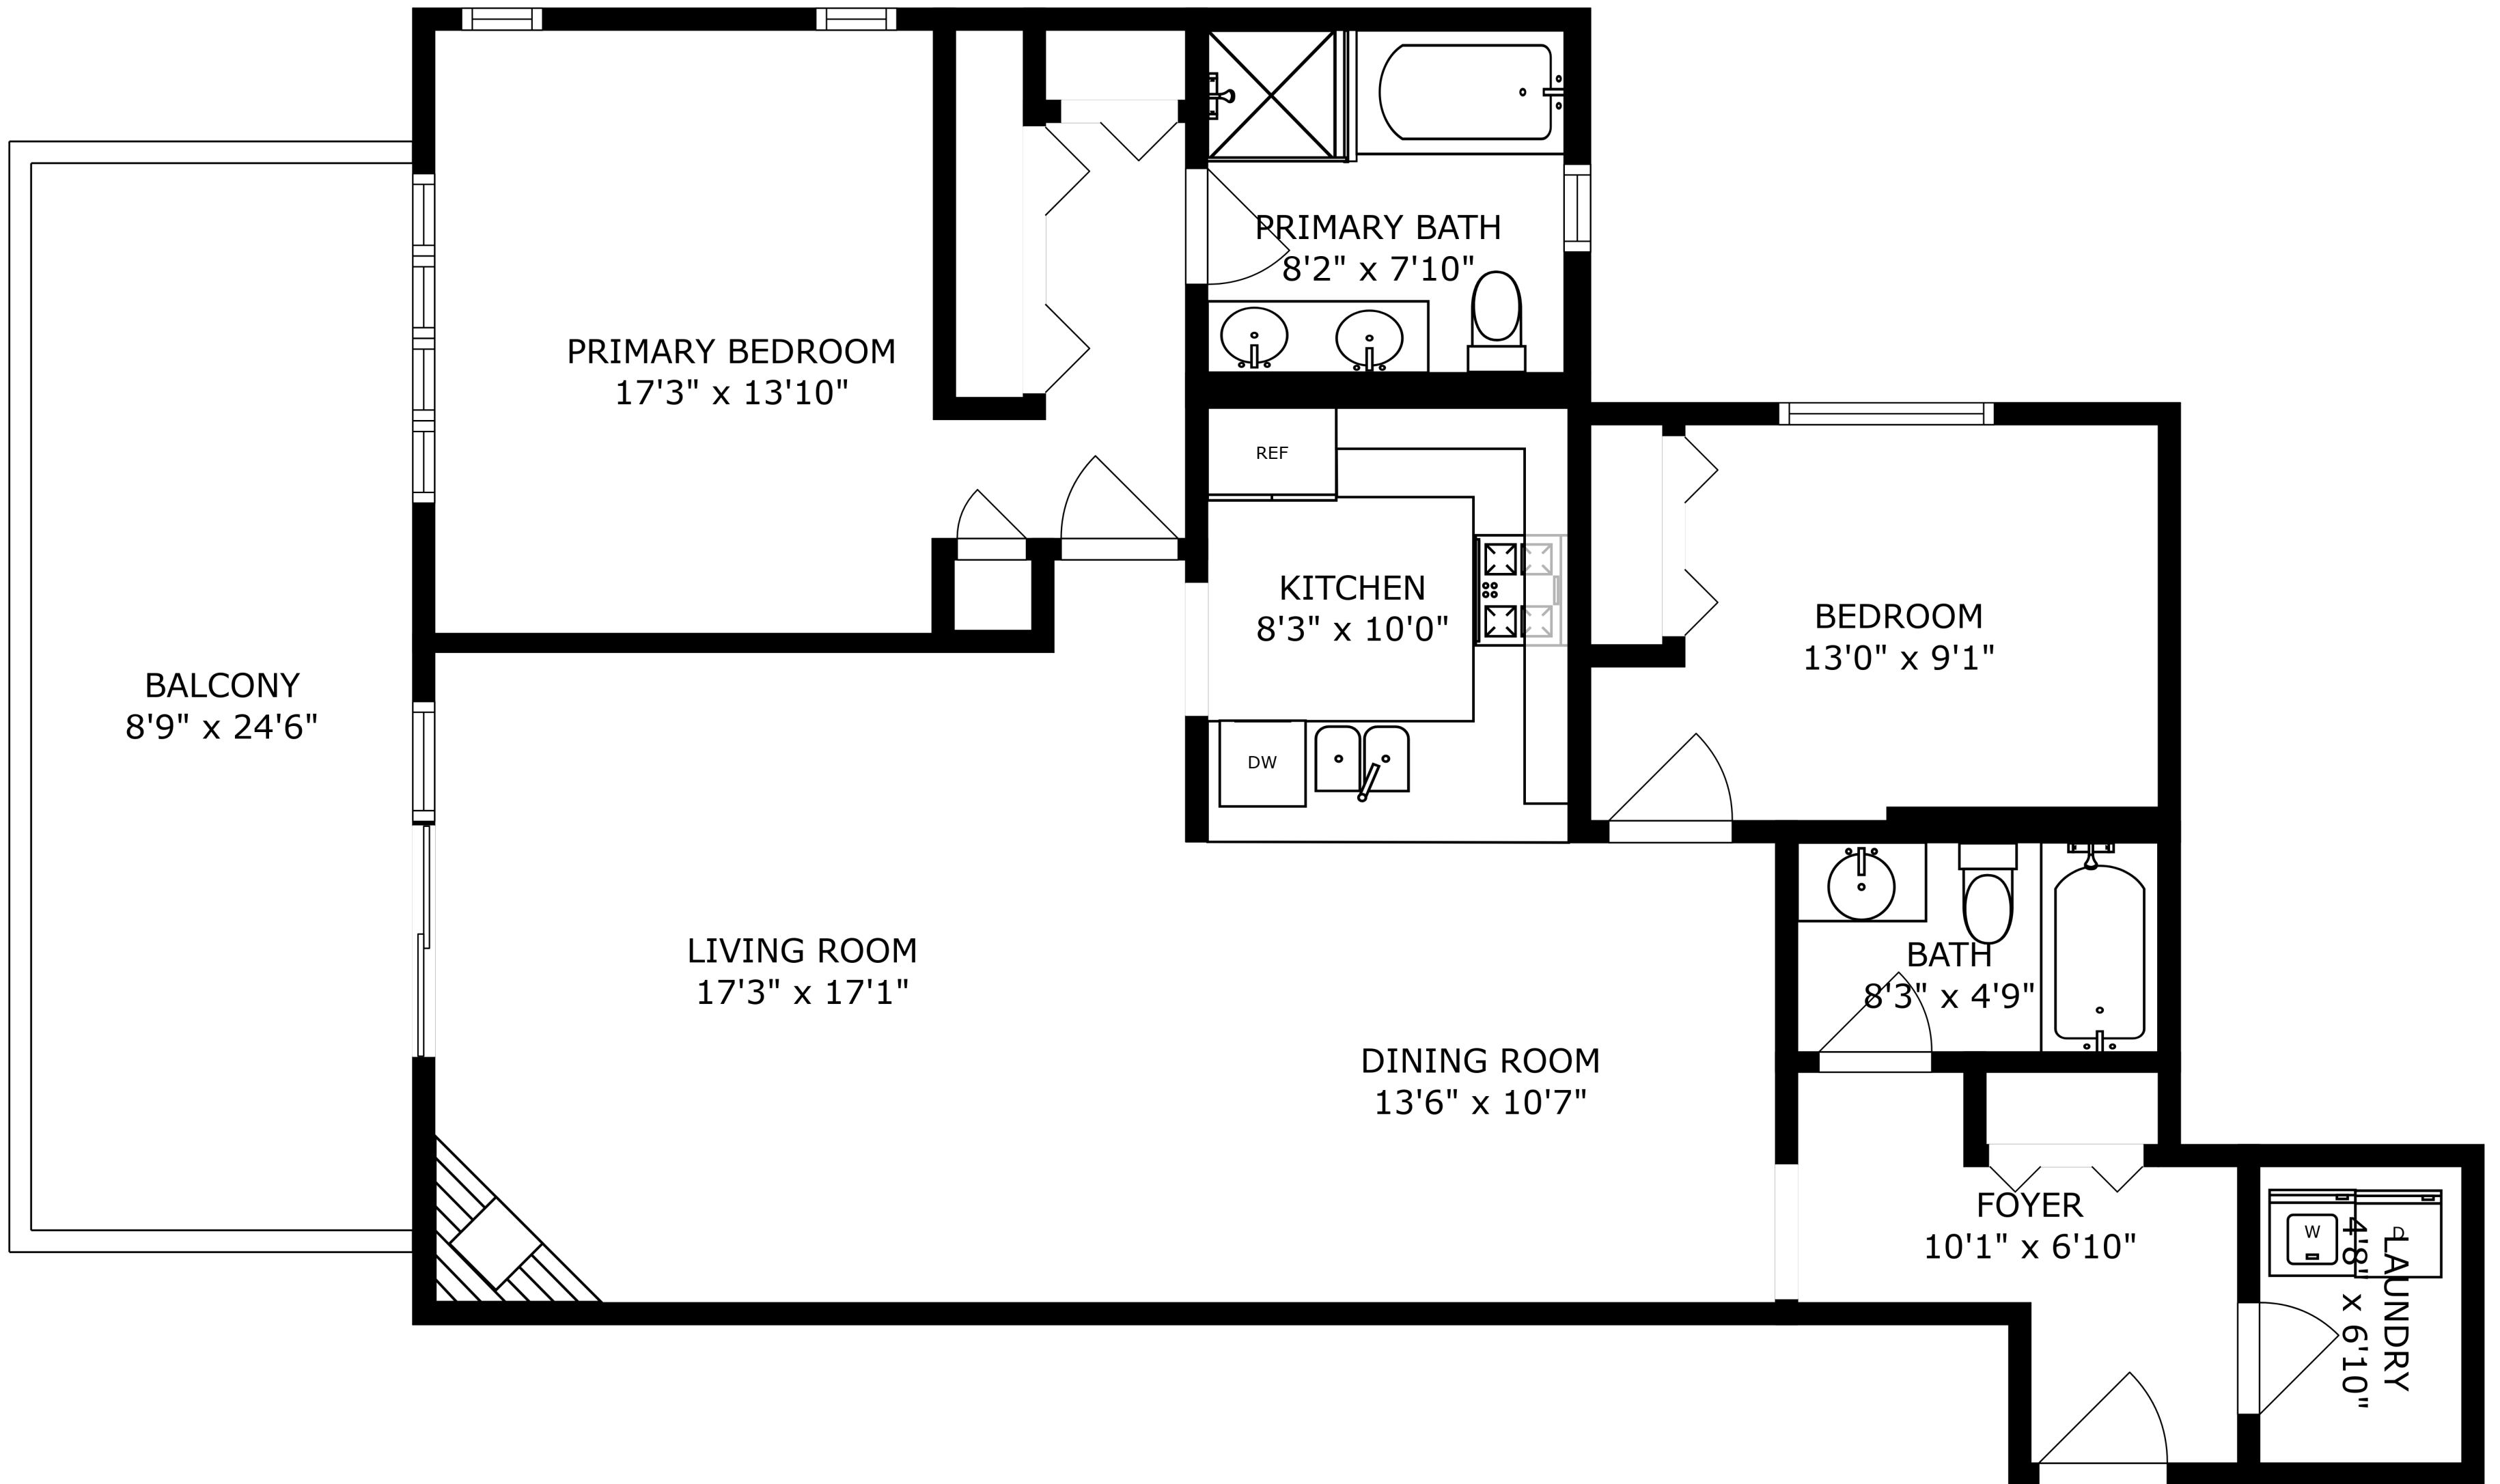 PRIMARY BATH
8'2" x 7'10"
PRIMARY BEDROOM
17'3" x 13'10"
REF
KITCHEN
8'3" x 10'0"
BEDROOM
13'0" x 9'1"
BALCONY
8'9" x 24'6"
DW
LIVING ROOM
17'3" x 17'1"
BATH
8'3" x 4'9"
DINING ROOM
13'6" x 10'7"
FOYER
10'1" x 6'10"
W
D
LAUNDRY
4'8" x 6'10"